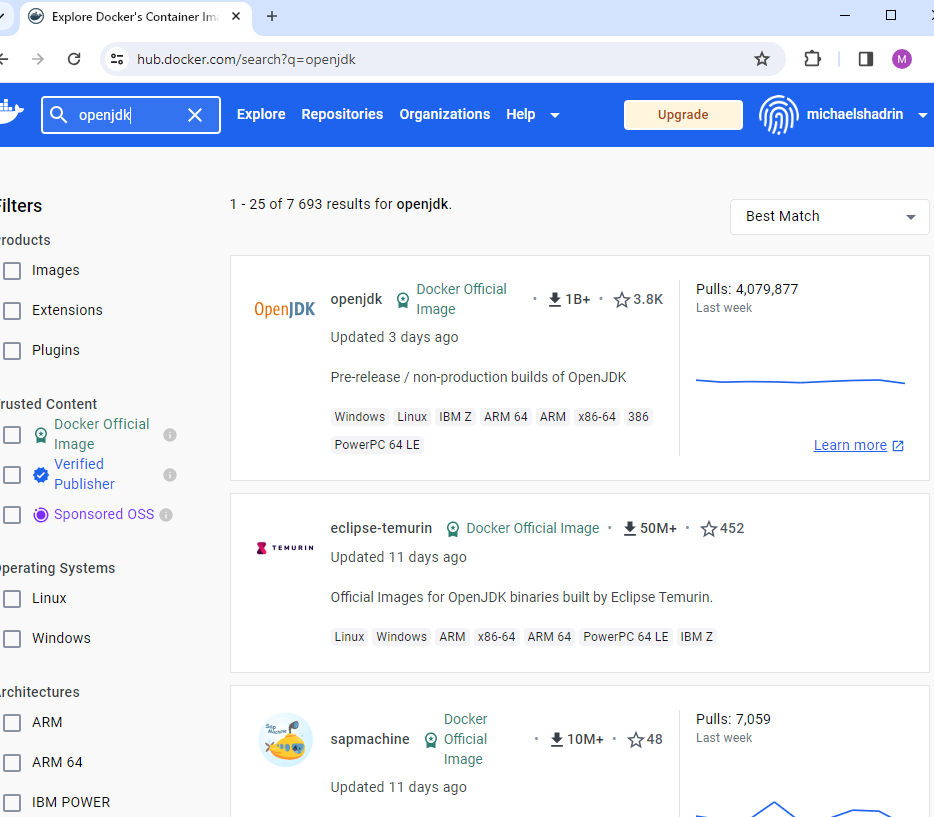 Explore Docker's Container Im
hub.docker.com/search?q=openjdk
M
openjdk
Explore Repositories Organizations Help
Upgrade
michaelshadrin
ilters
roducts
Images
Extensions
Plugins
rusted Content
Docker Official
Image
Verified
Publisher
Sponsored OSS
perating Systems
Linux
Windows
rchitectures
ARM
ARM 64
IBM POWER
1 - 25 of 7 693 results for openjdk.
Best Match
OpenJDK
openjdk
Docker Official
Image
• 1B+ • 3.8K
Updated 3 days ago
Pre-release / non-production builds of OpenJDK
Windows Linux IBM Z ARM 64 ARM x86-64 386
PowerPC 64 LE
Pulls: 4,079,877
Last week
Learn more
TEMURIN
eclipse-temurin Docker Official Image • 50M+ • 452
Updated 11 days ago
Official Images for OpenJDK binaries built by Eclipse Temurin.
Linux Windows ARM x86-64 ARM 64 PowerPC 64 LE IBM Z
Sap
Machine
sapmachine
Docker
Official
Image
• 10M+ • 48
Updated 11 days ago
Pulls: 7,059
Last week